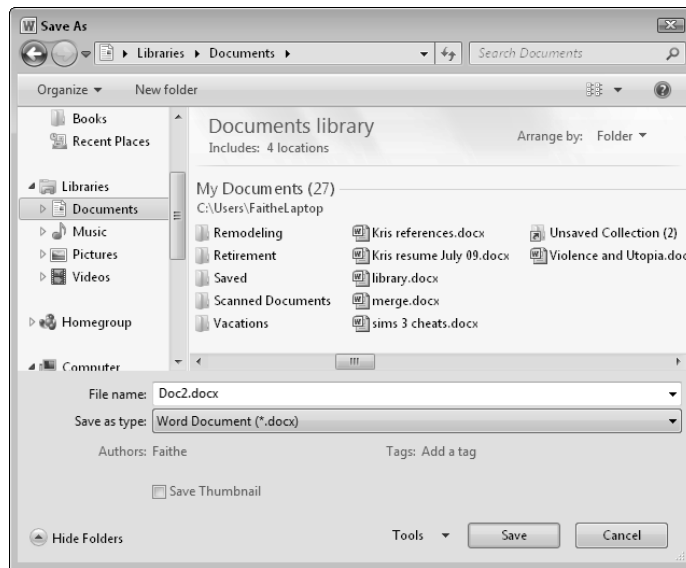 Save As
Libraries Documents
Search Documents
Organize New folder
Books
Recent Places
Libraries
Documents
Music
Pictures
Videos
Homegroup
Computer
Documents library
Includes: 4 locations
Arrange by: Folder
My Documents (27)
C:\Users\FaitheLaptop
Remodeling
Retirement
Saved
Scanned Documents
Vacations
Kris references.docx
Kris resume July 09.docx
library.docx
merge.docx
sims 3 cheats.docx
Unsaved Collection (2)
Violence and Utopia.doc
File name: Doc2.docx
Save as type: Word Document (*.docx)
Authors: Faithe Tags: Add a tag
Save Thumbnail
Hide Folders Tools Save Cancel